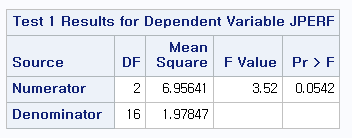 Test 1 Results for Dependent Variable JPERF
Source DF Mean Square F Value Pr > F
Numerator 2 6.95641 3.52 0.0542
Denominator 16 1.97847